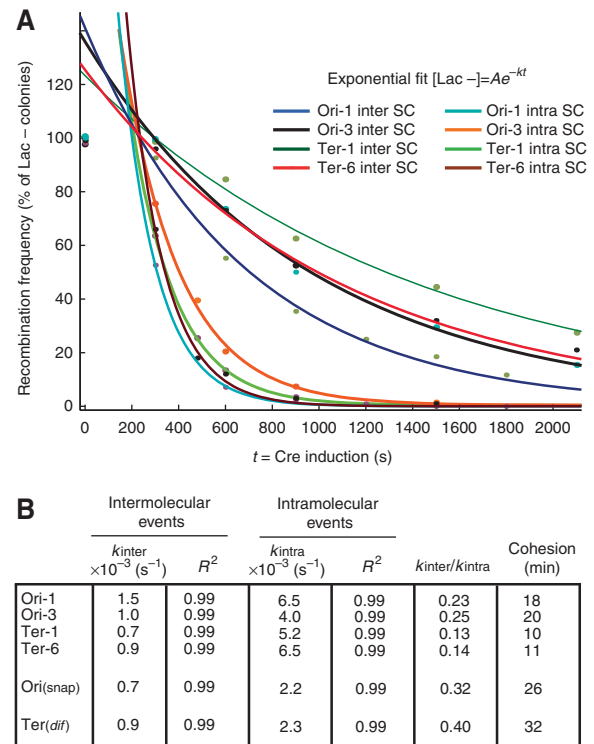 A
Recombination frequency (% of Lac – colonies)
120
100
80
60
40
20
0
Exponential fit [Lac –]=Ae^–kt
Ori-1 inter SC
Ori-1 intra SC
Ori-3 inter SC
Ori-3 intra SC
Ter-1 inter SC
Ter-1 intra SC
Ter-6 inter SC
Ter-6 intra SC
0 200 400 600 800 1000 1200 1400 1600 1800 2000
t = Cre induction (s)
B
Intermolecular events
Intramolecular events
kinter ×10–3 (s–1) R2 kintra ×10–3 (s–1) R2 kinter/kintra Cohesion (min)
Ori-1 1.5 0.99 6.5 0.99 0.23 18
Ori-3 1.0 0.99 4.0 0.99 0.25 20
Ter-1 0.7 0.99 5.2 0.99 0.13 10
Ter-6 0.9 0.99 6.5 0.99 0.14 11
Ori(snap) 0.7 0.99 2.2 0.99 0.32 26
Ter(dif) 0.9 0.99 2.3 0.99 0.40 32